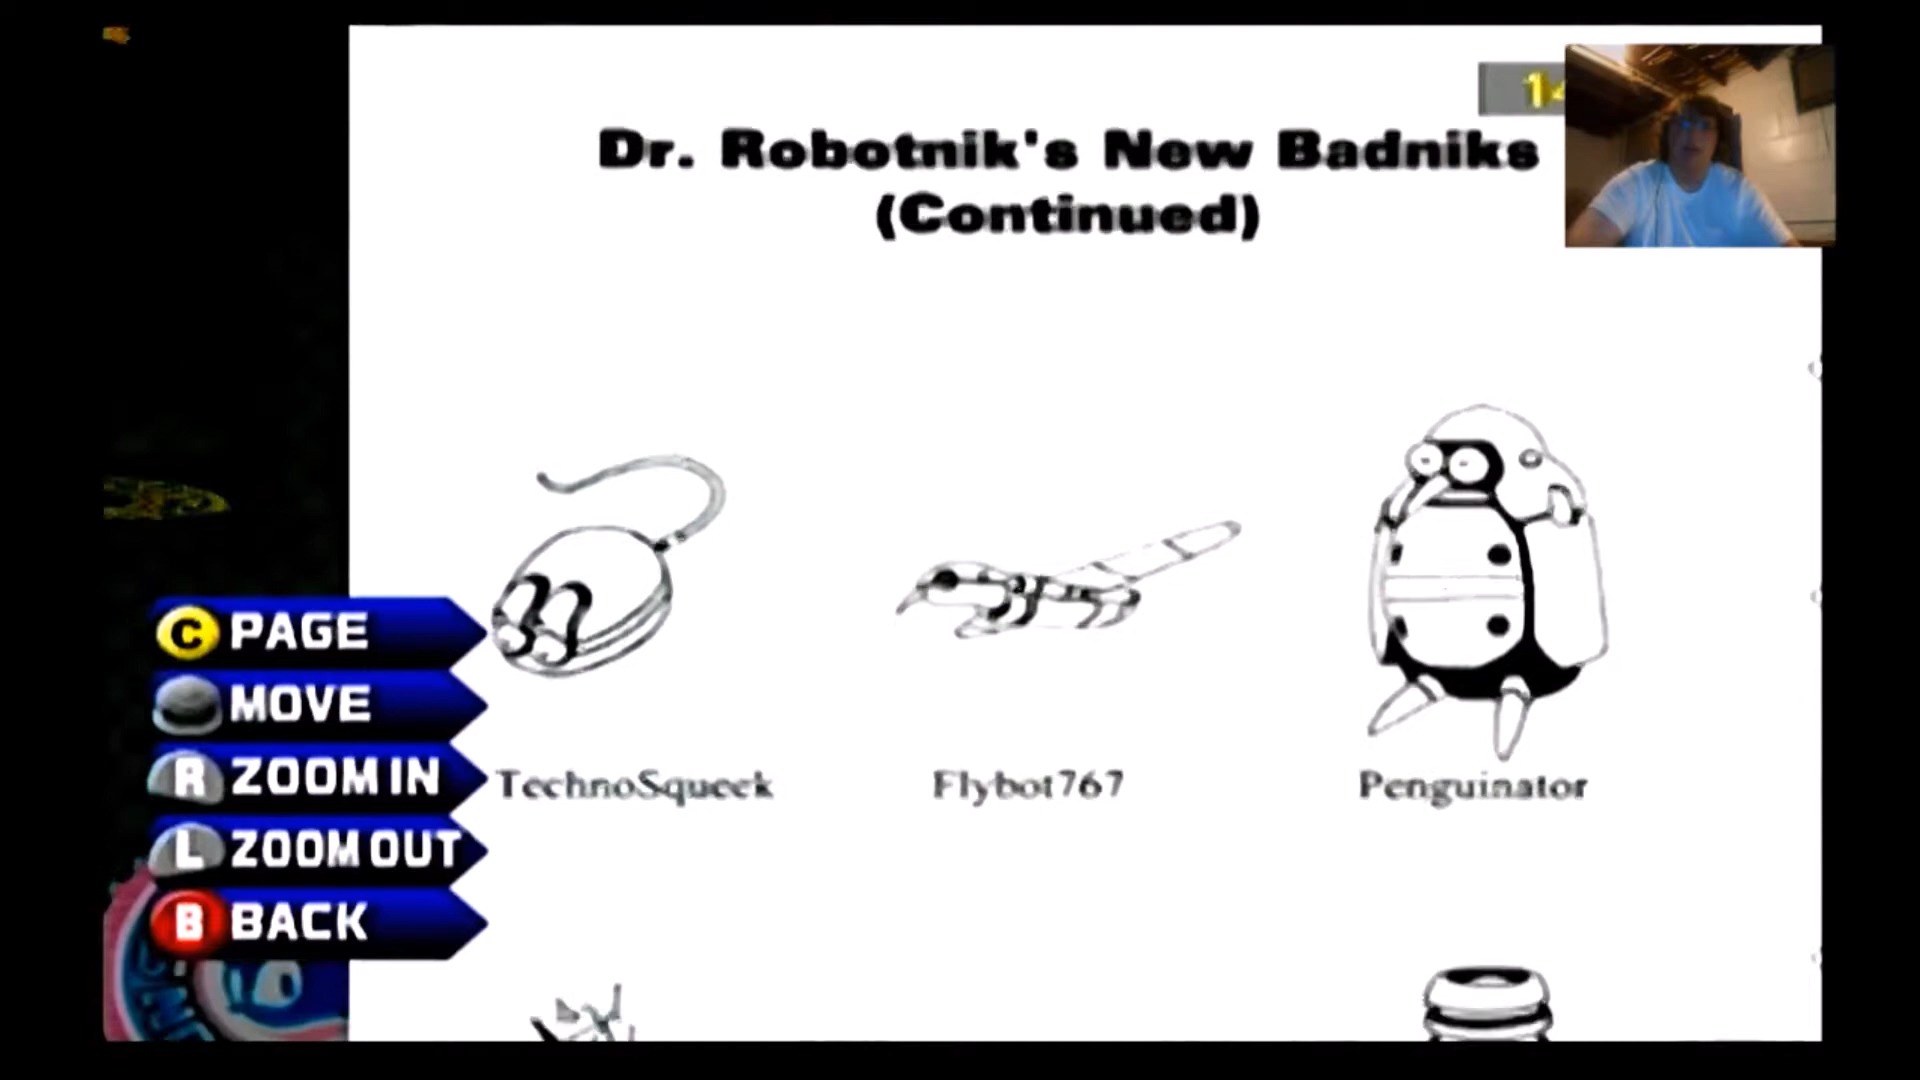 Dr. Robotnik's New Badniks
(Continued)
C PAGE
MOVE
R ZOOM IN
L ZOOM OUT
B BACK
TechnoSqueek
Flybot767
Penguinator